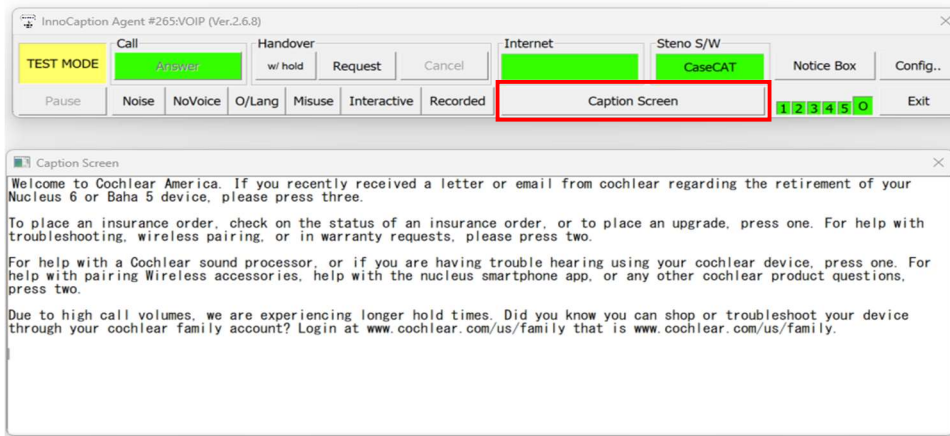 InnoCaption Agent #265:VOIP (Ver.2.6.8)
Call Handover Internet Steno S/W
TEST MODE Answer w/ hold Request Cancel CaseCAT Notice Box Config..
Pause Noise NoVoice O/Lang Misuse Interactive Recorded Caption Screen 1 2 3 4 5 O Exit
Caption Screen
Welcome to Cochlear America. If you recently received a letter or email from cochlear regarding the retirement of your
Nucleus 6 or Baha 5 device, please press three.
To place an insurance order, check on the status of an insurance order, or to place an upgrade, press one. For help with
troubleshooting, wireless pairing, or in warranty requests, please press two.
For help with a Cochlear sound processor, or if you are having trouble hearing using your cochlear device, press one. For
help with pairing Wireless accessories, help with the nucleus smartphone app, or any other cochlear product questions,
press two.
Due to high call volumes, we are experiencing longer hold times. Did you know you can shop or troubleshoot your device
through your cochlear family account? Login at www.cochlear.com/us/family that is www.cochlear.com/us/family.